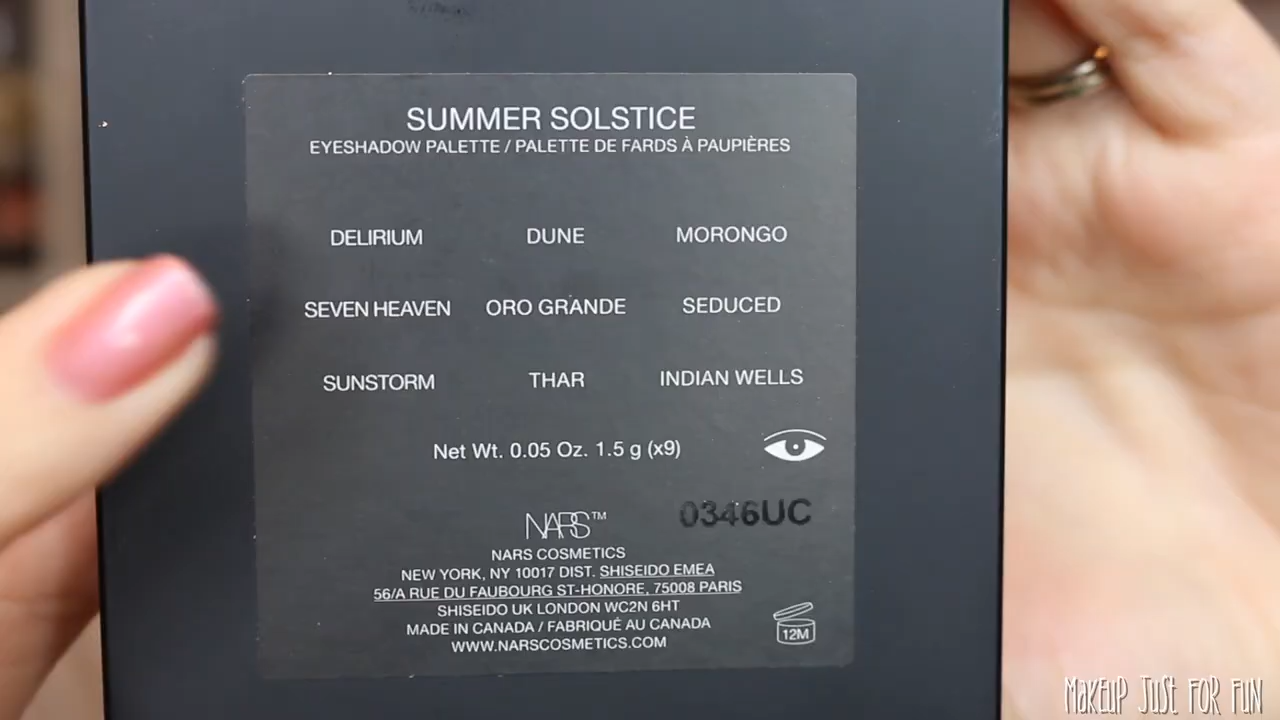 SUMMER SOLSTICE
EYESHADOW PALETTE / PALETTE DE FARDS À PAUPIÈRES
DELIRIUM DUNE MORONGO
SEVEN HEAVEN ORO GRANDE SEDUCED
SUNSTORM THAR INDIAN WELLS
Net Wt. 0.05 Oz. 1.5 g (x9)
0346UC
NARS™
NARS COSMETICS
NEW YORK, NY 10017 DIST. SHISEIDO EMEA
56/A RUE DU FAUBOURG ST-HONORE, 75008 PARIS
SHISEIDO UK LONDON WC2N 6HT
MADE IN CANADA / FABRIQUÉ AU CANADA
WWW.NARSCOSMETICS.COM
12M
MAKEUP JUST FOR FUN